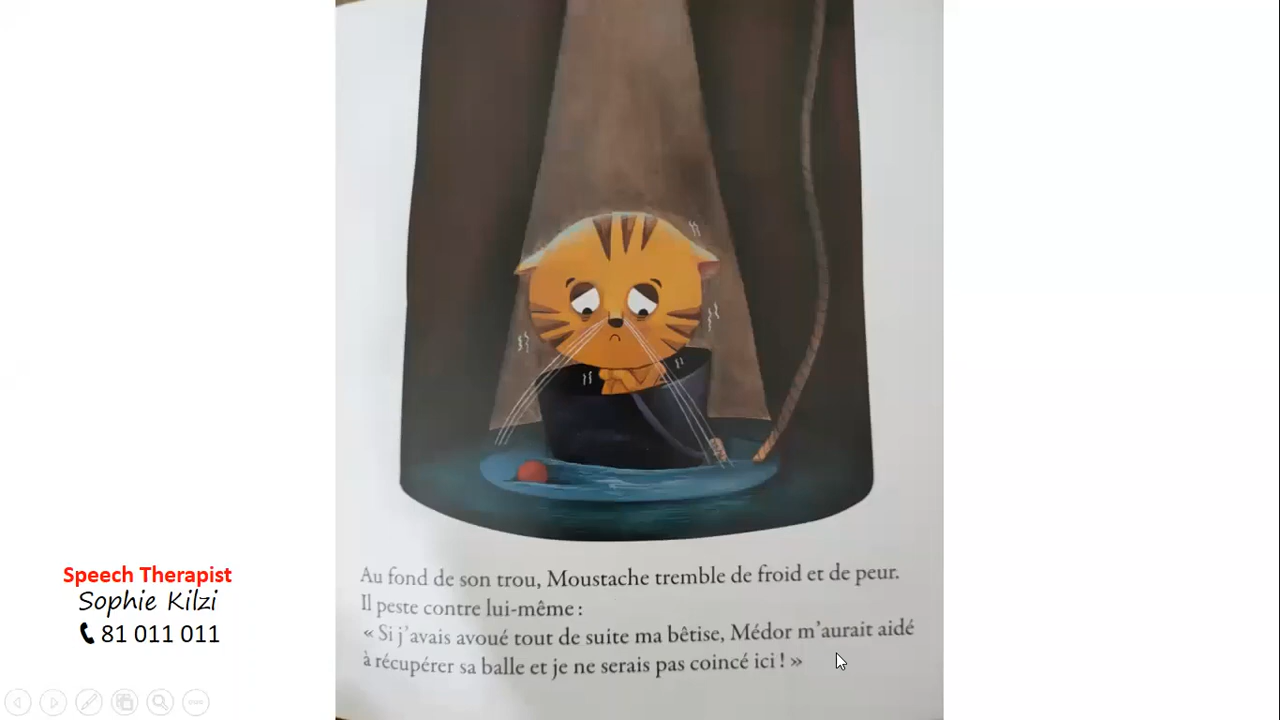 Au fond de son trou, Moustache tremble de froid et de peur.
Il peste contre lui-même :
« Si j'avais avoué tout de suite ma bêtise, Médor m'aurait aidé
à récupérer sa balle et je ne serais pas coincé ici ! »
Speech Therapist
Sophie Kilzi
81 011 011